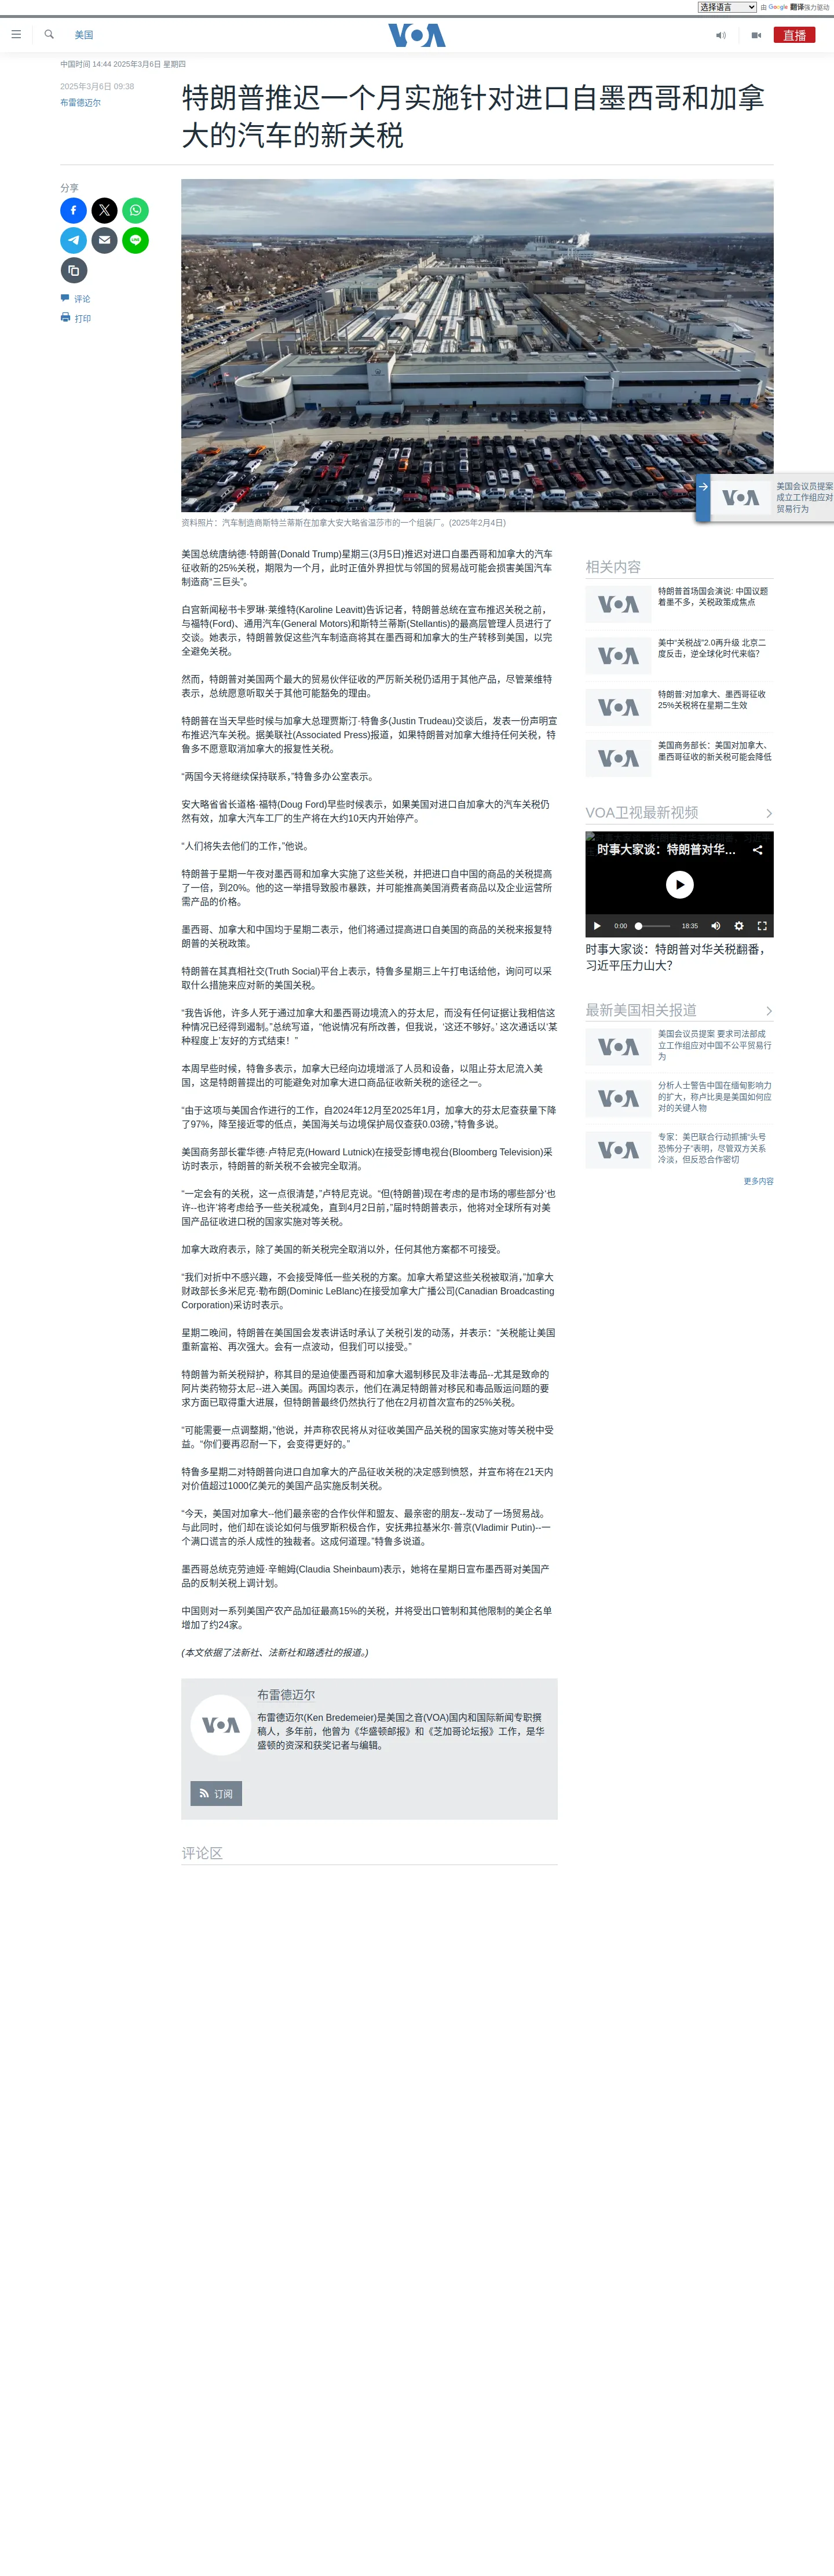 选择语言 由 Google 翻译强力驱动
美国
VOA
直播
中国时间 14:44 2025年3月6日 星期四
2025年3月6日 09:38
布雷德迈尔
特朗普推迟一个月实施针对进口自墨西哥和加拿
大的汽车的新关税
分享
评论
打印
资料照片：汽车制造商斯特兰蒂斯在加拿大安大略省温莎市的一个组装厂。(2025年2月4日)
VOA
美国会议员提案
成立工作组应对
贸易行为
美国总统唐纳德·特朗普(Donald Trump)星期三(3月5日)推迟对进口自墨西哥和加拿大的汽车
征收新的25%关税，期限为一个月，此时正值外界担忧与邻国的贸易战可能会损害美国汽车
制造商“三巨头”。
白宫新闻秘书卡罗琳·莱维特(Karoline Leavitt)告诉记者，特朗普总统在宣布推迟关税之前，
与福特(Ford)、通用汽车(General Motors)和斯特兰蒂斯(Stellantis)的最高层管理人员进行了
交谈。她表示，特朗普敦促这些汽车制造商将其在墨西哥和加拿大的生产转移到美国，以完
全避免关税。
然而，特朗普对美国两个最大的贸易伙伴征收的严厉新关税仍适用于其他产品，尽管莱维特
表示，总统愿意听取关于其他可能豁免的理由。
特朗普在当天早些时候与加拿大总理贾斯汀·特鲁多(Justin Trudeau)交谈后，发表一份声明宣
布推迟汽车关税。据美联社(Associated Press)报道，如果特朗普对加拿大维持任何关税，特
鲁多不愿意取消加拿大的报复性关税。
“两国今天将继续保持联系，”特鲁多办公室表示。
安大略省省长道格·福特(Doug Ford)早些时候表示，如果美国对进口自加拿大的汽车关税仍
然有效，加拿大汽车工厂的生产将在大约10天内开始停产。
“人们将失去他们的工作，”他说。
特朗普于星期一午夜对墨西哥和加拿大实施了这些关税，并把进口自中国的商品的关税提高
了一倍，到20%。他的这一举措导致股市暴跌，并可能推高美国消费者商品以及企业运营所
需产品的价格。
墨西哥、加拿大和中国均于星期二表示，他们将通过提高进口自美国的商品的关税来报复特
朗普的关税政策。
特朗普在其真相社交(Truth Social)平台上表示，特鲁多星期三上午打电话给他，询问可以采
取什么措施来应对新的美国关税。
“我告诉他，许多人死于通过加拿大和墨西哥边境流入的芬太尼，而没有任何证据让我相信这
种情况已经得到遏制。”总统写道，“他说情况有所改善，但我说，‘这还不够好。’ 这次通话以‘某
种程度上’友好的方式结束！“
本周早些时候，特鲁多表示，加拿大已经向边境增派了人员和设备，以阻止芬太尼流入美
国，这是特朗普提出的可能避免对加拿大进口商品征收新关税的途径之一。
“由于这项与美国合作进行的工作，自2024年12月至2025年1月，加拿大的芬太尼查获量下降
了97%，降至接近零的低点，美国海关与边境保护局仅查获0.03磅，”特鲁多说。
美国商务部长霍华德·卢特尼克(Howard Lutnick)在接受彭博电视台(Bloomberg Television)采
访时表示，特朗普的新关税不会被完全取消。
“一定会有的关税，这一点很清楚，”卢特尼克说。“但(特朗普)现在考虑的是市场的哪些部分‘也
许--也许’将考虑给予一些关税减免，直到4月2日前，”届时特朗普表示，他将对全球所有对美
国产品征收进口税的国家实施对等关税。
加拿大政府表示，除了美国的新关税完全取消以外，任何其他方案都不可接受。
“我们对折中不感兴趣，不会接受降低一些关税的方案。加拿大希望这些关税被取消，”加拿大
财政部长多米尼克·勒布朗(Dominic LeBlanc)在接受加拿大广播公司(Canadian Broadcasting
Corporation)采访时表示。
星期二晚间，特朗普在美国国会发表讲话时承认了关税引发的动荡，并表示：“关税能让美国
重新富裕、再次强大。会有一点波动，但我们可以接受。”
特朗普为新关税辩护，称其目的是迫使墨西哥和加拿大遏制移民及非法毒品--尤其是致命的
阿片类药物芬太尼--进入美国。两国均表示，他们在满足特朗普对移民和毒品贩运问题的要
求方面已取得重大进展，但特朗普最终仍然执行了他在2月初首次宣布的25%关税。
“可能需要一点调整期，”他说，并声称农民将从对征收美国产品关税的国家实施对等关税中受
益。“你们要再忍耐一下，会变得更好的。”
特鲁多星期二对特朗普向进口自加拿大的产品征收关税的决定感到愤怒，并宣布将在21天内
对价值超过1000亿美元的美国产品实施反制关税。
“今天，美国对加拿大--他们最亲密的合作伙伴和盟友、最亲密的朋友--发动了一场贸易战。
与此同时，他们却在谈论如何与俄罗斯积极合作，安抚弗拉基米尔·普京(Vladimir Putin)--一
个满口谎言的杀人成性的独裁者。这成何道理。”特鲁多说道。
墨西哥总统克劳迪娅·辛鲍姆(Claudia Sheinbaum)表示，她将在星期日宣布墨西哥对美国产
品的反制关税上调计划。
中国则对一系列美国产农产品加征最高15%的关税，并将受出口管制和其他限制的美企名单
增加了约24家。
(本文依据了法新社、法新社和路透社的报道。)
VOA
布雷德迈尔
布雷德迈尔(Ken Bredemeier)是美国之音(VOA)国内和国际新闻专职撰
稿人，多年前，他曾为《华盛顿邮报》和《芝加哥论坛报》工作，是华
盛顿的资深和获奖记者与编辑。
订阅
评论区
相关内容
VOA
特朗普首场国会演说: 中国议题
着墨不多，关税政策成焦点
VOA
美中“关税战”2.0再升级 北京二
度反击，逆全球化时代来临？
VOA
特朗普:对加拿大、墨西哥征收
25%关税将在星期二生效
VOA
美国商务部长：美国对加拿大、
墨西哥征收的新关税可能会降低
VOA卫视最新视频
时事大家谈：特朗普对华…
0:00
18:35
时事大家谈：特朗普对华关税翻番，
习近平压力山大？
最新美国相关报道
VOA
美国会议员提案 要求司法部成
立工作组应对中国不公平贸易行
为
VOA
分析人士警告中国在缅甸影响力
的扩大，称卢比奥是美国如何应
对的关键人物
VOA
专家：美巴联合行动抓捕“头号
恐怖分子”表明，尽管双方关系
冷淡，但反恐合作密切
更多内容